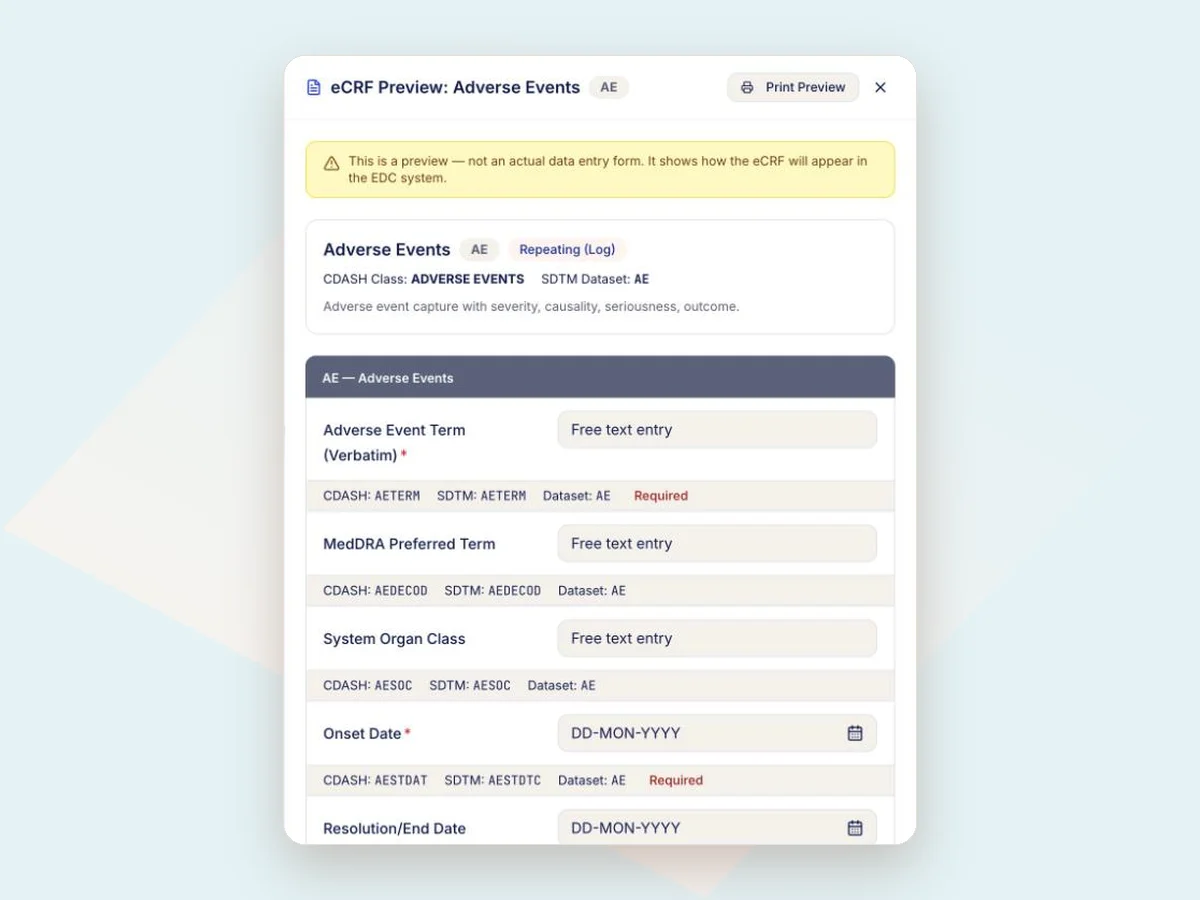 eCRF Preview: Adverse Events AE Print Preview
This is a preview — not an actual data entry form. It shows how the eCRF will appear in
the EDC system.
Adverse Events AE Repeating (Log)
CDASH Class: ADVERSE EVENTS SDTM Dataset: AE
Adverse event capture with severity, causality, seriousness, outcome.
AE — Adverse Events
Adverse Event Term Free text entry
(Verbatim) *
CDASH: AETERM SDTM: AETERM Dataset: AE Required
MedDRA Preferred Term Free text entry
CDASH: AEDECOD SDTM: AEDECOD Dataset: AE
System Organ Class Free text entry
CDASH: AESOC SDTM: AESOC Dataset: AE
Onset Date * DD-MON-YYYY
CDASH: AESTDAT SDTM: AESTDTC Dataset: AE Required
Resolution/End Date DD-MON-YYYY